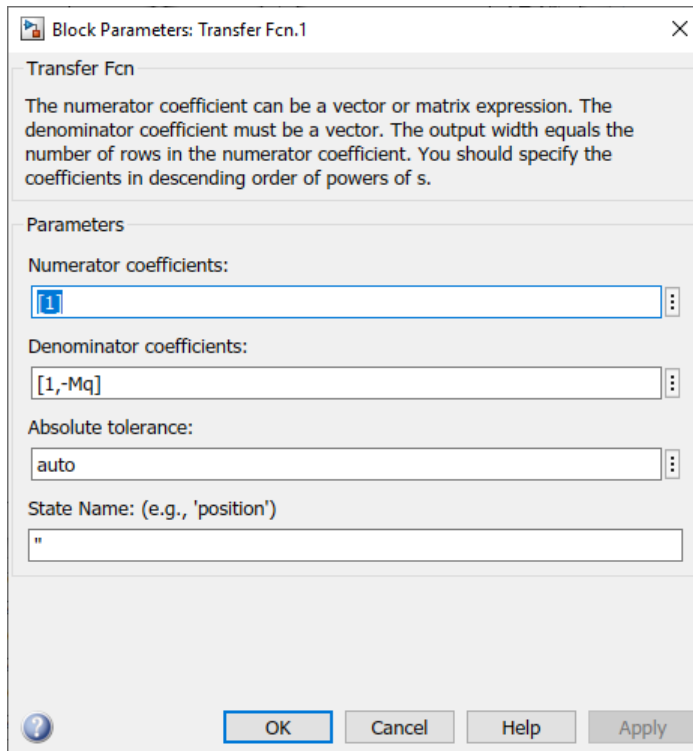 Block Parameters: Transfer Fcn.1
Transfer Fcn
The numerator coefficient can be a vector or matrix expression. The
denominator coefficient must be a vector. The output width equals the
number of rows in the numerator coefficient. You should specify the
coefficients in descending order of powers of s.
Parameters
Numerator coefficients:
[1]
Denominator coefficients:
[1,-Mq]
Absolute tolerance:
auto
State Name: (e.g., 'position')
''
OK Cancel Help Apply